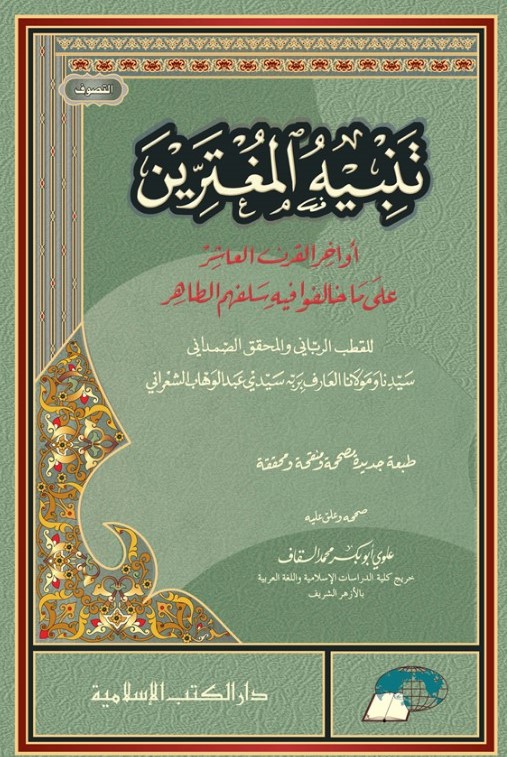 التصوف
تَنْبِيْهُ ٱلْمُغْتَرِّيْنَ
أواخر القرن العاشر
على ما خالفوا فيه سلفهم الطاهر
للقطب الرباني والمحقق الصمداني
سيدنا ومولانا العارف بربه سيدي عبد الوهاب الشعراني
طبعة جديدة مصححة ومنقحة ومحققة
صححه وعلق عليه
علوي أبو بكر محمد السقاف
خريج كلية الدراسات الإسلامية واللغة العربية
بالأزهر الشريف
دار الكتب الإسلامية